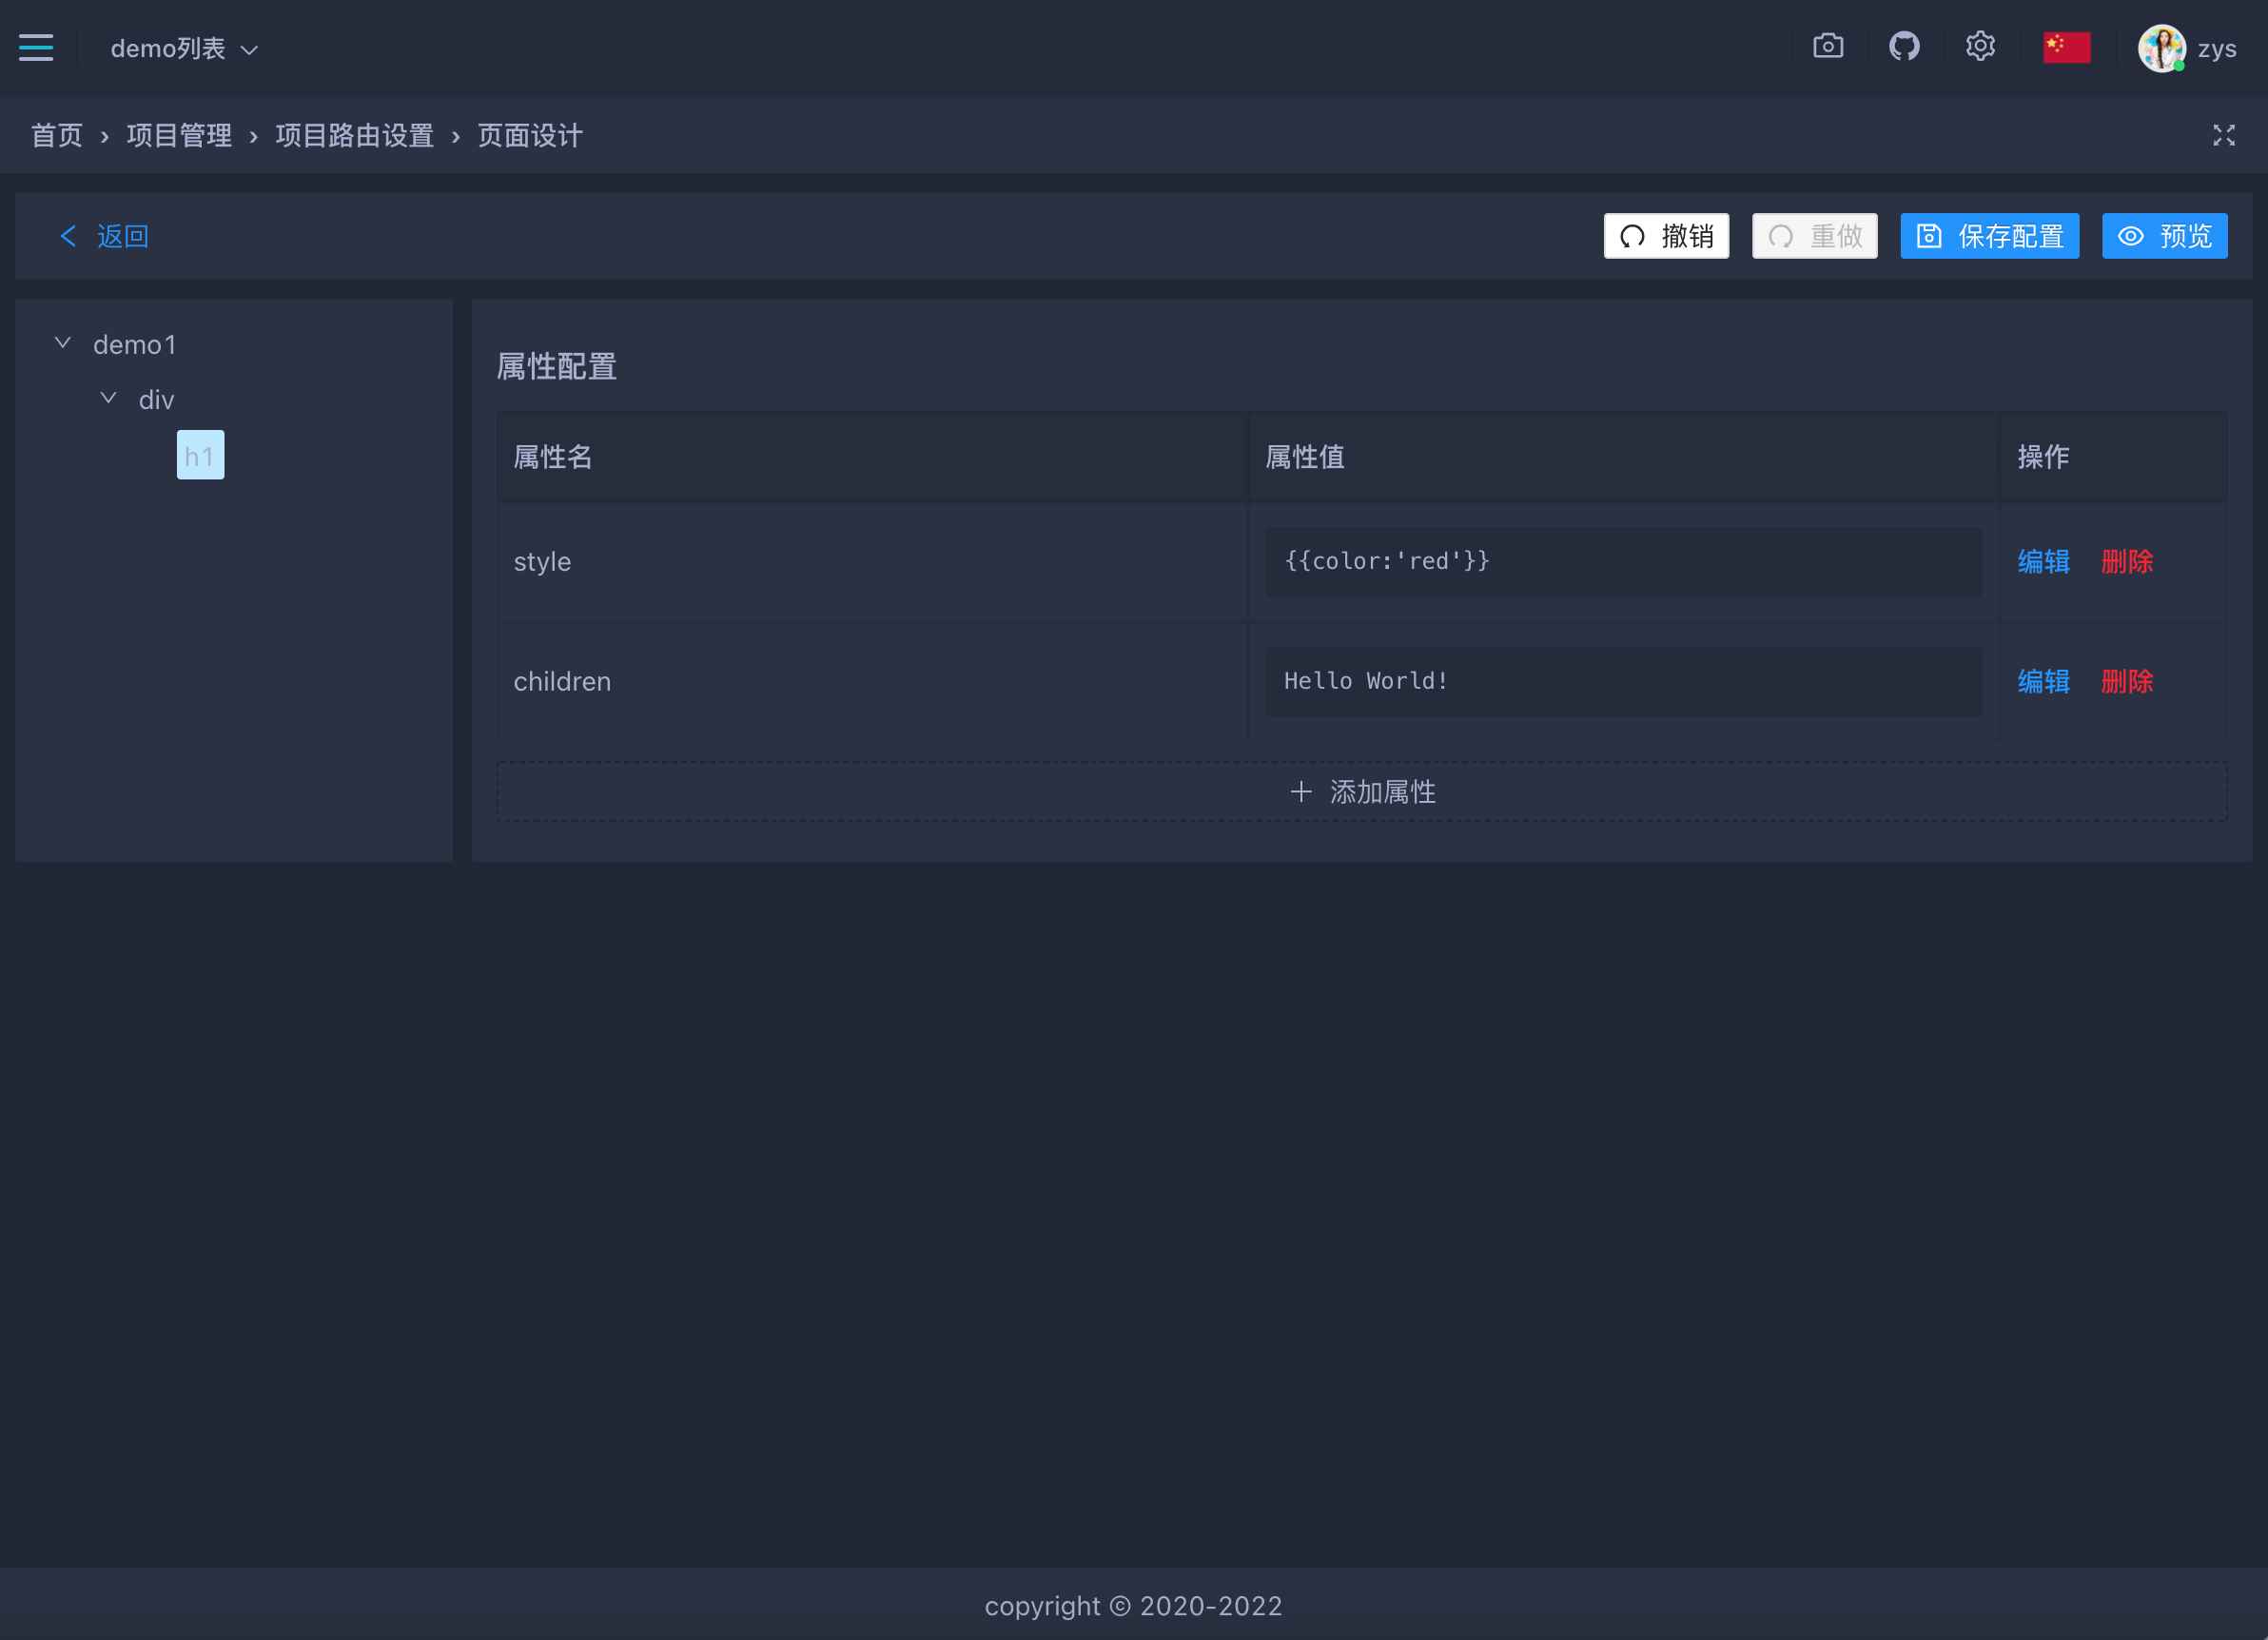 demo列表
zys
首页 › 项目管理 › 项目路由设置 › 页面设计
返回
撤销 重做 保存配置 预览
demo1
div
h1
属性配置
属性名 属性值 操作
style {{color:'red'}} 编辑 删除
children Hello World! 编辑 删除
添加属性
copyright © 2020-2022